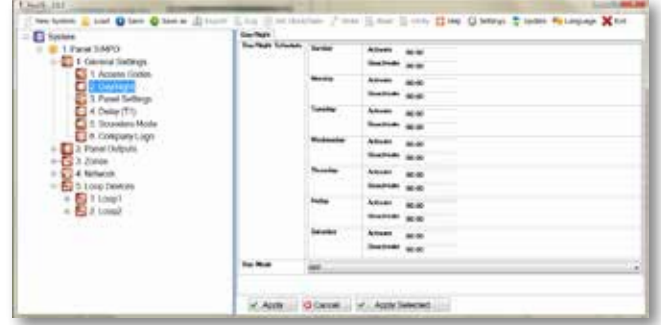 New System Load Save Save as Export Log Read Verify Help Settings Update Language Exit
System
1. Panel SIMPO
1. General Settings
1. Access Codes
2. Day/Night
3. Panel Settings
4. Delay (T1)
5. Sounders Mode
6. Company Logo
2. Panel Outputs
3. Zones
4. Network
5. Loop Devices
1. Loop1
2. Loop2
Day/Night
Day/Night Schedule Sunday Activate 00:00
Deactivate 00:00
Monday Activate 00:00
Deactivate 00:00
Tuesday Activate 00:00
Deactivate 00:00
Wednesday Activate 00:00
Deactivate 00:00
Thursday Activate 00:00
Deactivate 00:00
Friday Activate 00:00
Deactivate 00:00
Saturday Activate 00:00
Deactivate 00:00
Day Mode
Apply Cancel Apply Selected